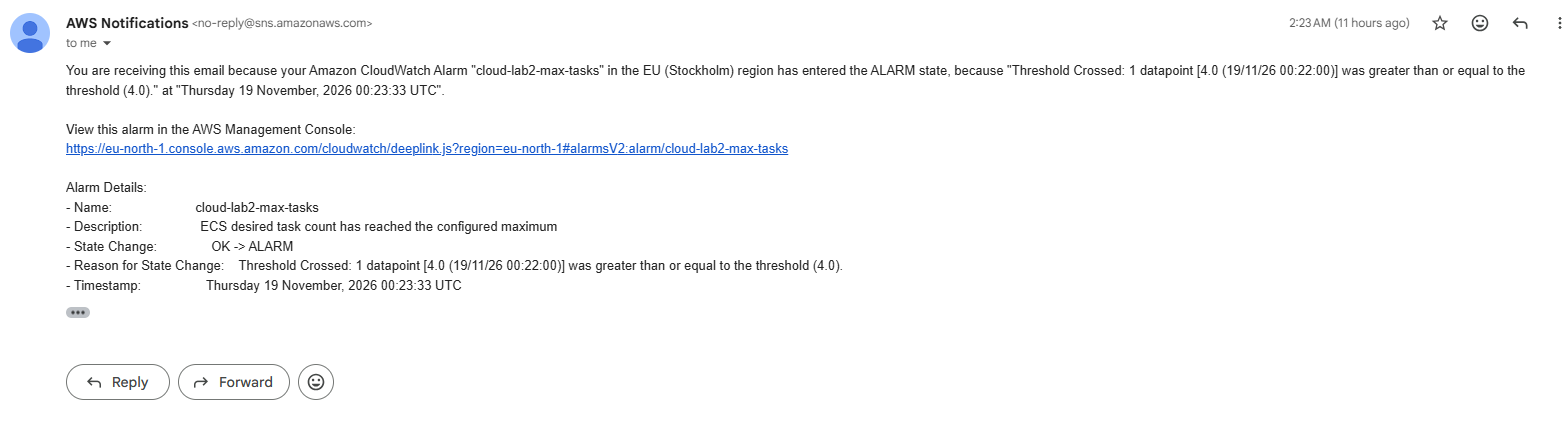 AWS Notifications <no-reply@sns.amazonaws.com>
2:23 AM (11 hours ago)
to me
You are receiving this email because your Amazon CloudWatch Alarm "cloud-lab2-max-tasks" in the EU (Stockholm) region has entered the ALARM state, because "Threshold Crossed: 1 datapoint [4.0 (19/11/26 00:22:00)] was greater than or equal to the
threshold (4.0)." at "Thursday 19 November, 2026 00:23:33 UTC".
View this alarm in the AWS Management Console:
https://eu-north-1.console.aws.amazon.com/cloudwatch/deeplink.js?region=eu-north-1#alarmsV2:alarm/cloud-lab2-max-tasks
Alarm Details:
- Name: cloud-lab2-max-tasks
- Description: ECS desired task count has reached the configured maximum
- State Change: OK -> ALARM
- Reason for State Change: Threshold Crossed: 1 datapoint [4.0 (19/11/26 00:22:00)] was greater than or equal to the threshold (4.0).
- Timestamp: Thursday 19 November, 2026 00:23:33 UTC
Reply
Forward